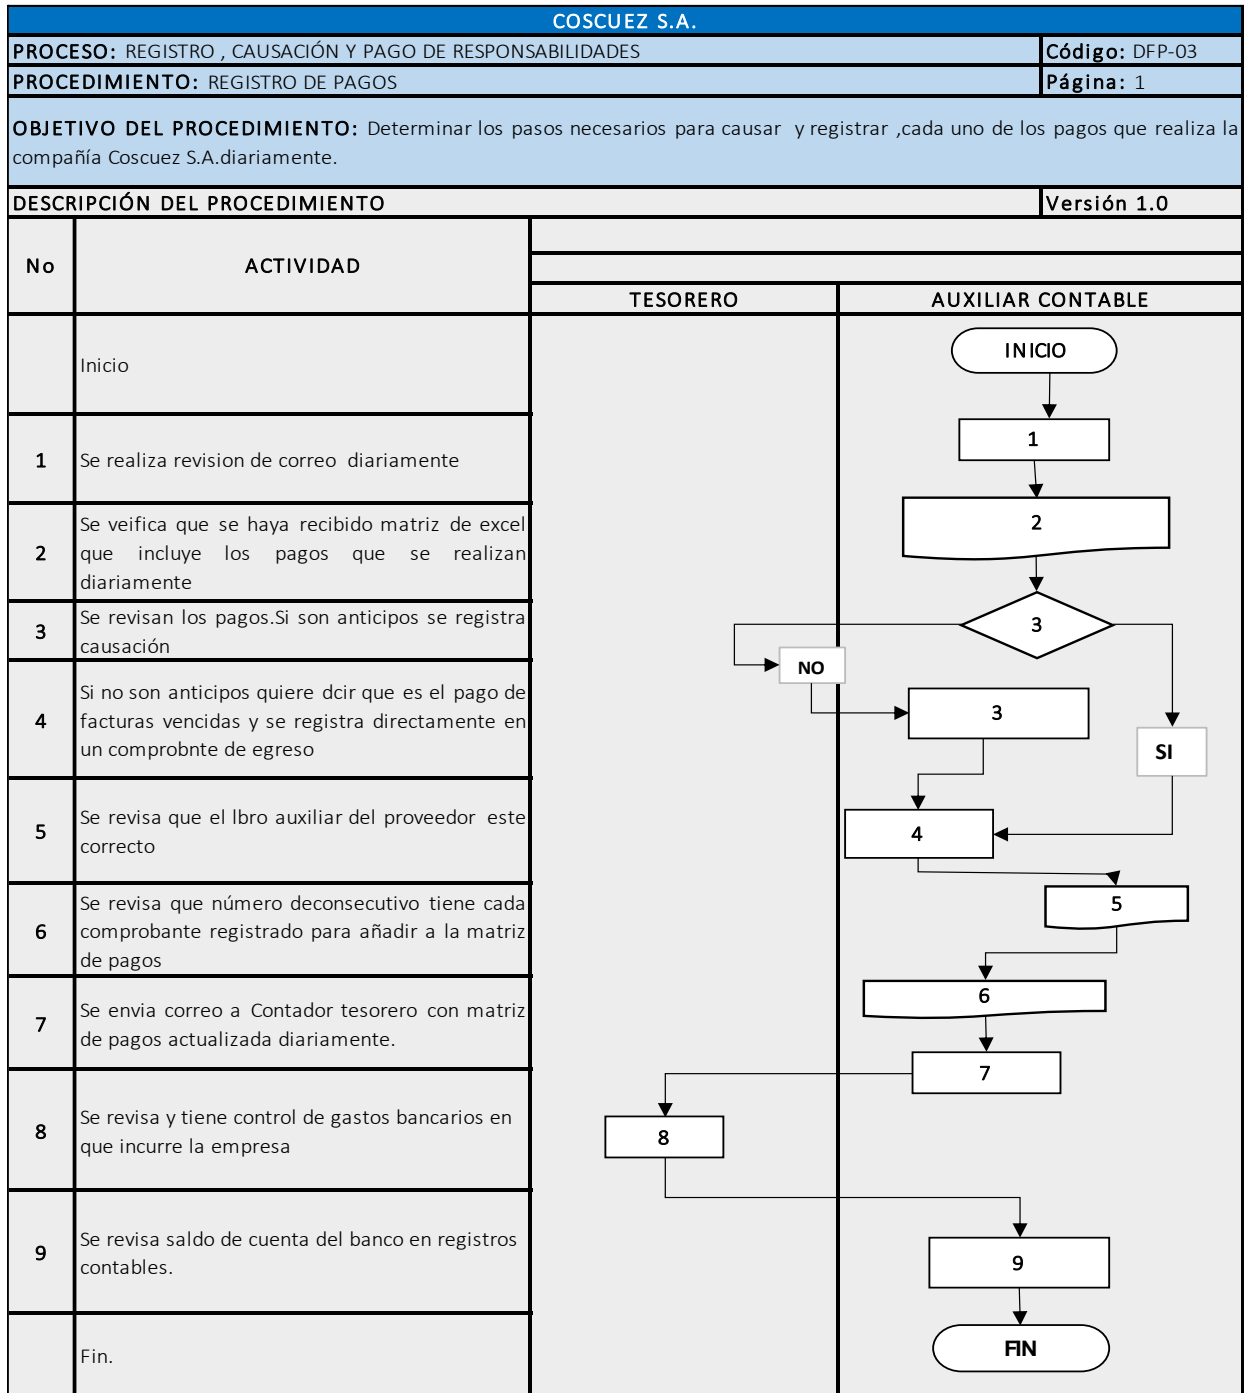 COSCUEZ S.A.
PROCESO: REGISTRO , CAUSACIÓN Y PAGO DE RESPONSABILIDADES
Código: DFP-03
PROCEDIMIENTO: REGISTRO DE PAGOS
Página: 1
OBJETIVO DEL PROCEDIMIENTO: Determinar los pasos necesarios para causar y registrar ,cada uno de los pagos que realiza la
compañía Coscuez S.A.diariamente.
DESCRIPCIÓN DEL PROCEDIMIENTO
Versión 1.0
No
ACTIVIDAD
TESORERO
AUXILIAR CONTABLE
Inicio
INICIO
1
Se realiza revision de correo diariamente
1
2
Se veifica que se haya recibido matriz de excel
que incluye los pagos que se realizan
diariamente
2
3
Se revisan los pagos.Si son anticipos se registra
causación
3
NO
4
Si no son anticipos quiere dcir que es el pago de
facturas vencidas y se registra directamente en
un comprobnte de egreso
3
SI
5
Se revisa que el lbro auxiliar del proveedor este
correcto
4
6
Se revisa que número deconsecutivo tiene cada
comprobante registrado para añadir a la matriz
de pagos
5
7
Se envia correo a Contador tesorero con matriz
de pagos actualizada diariamente.
6
7
8
Se revisa y tiene control de gastos bancarios en
que incurre la empresa
8
9
Se revisa saldo de cuenta del banco en registros
contables.
9
Fin.
FIN